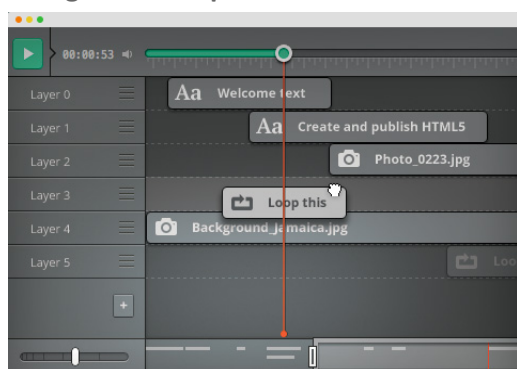 00:00:53
Layer 0
Aa Welcome text
Layer 1
Aa Create and publish HTML5
Layer 2
Photo_0223.jpg
Layer 3
Loop this
Layer 4
Background_Jamaica.jpg
Layer 5
Loo
+